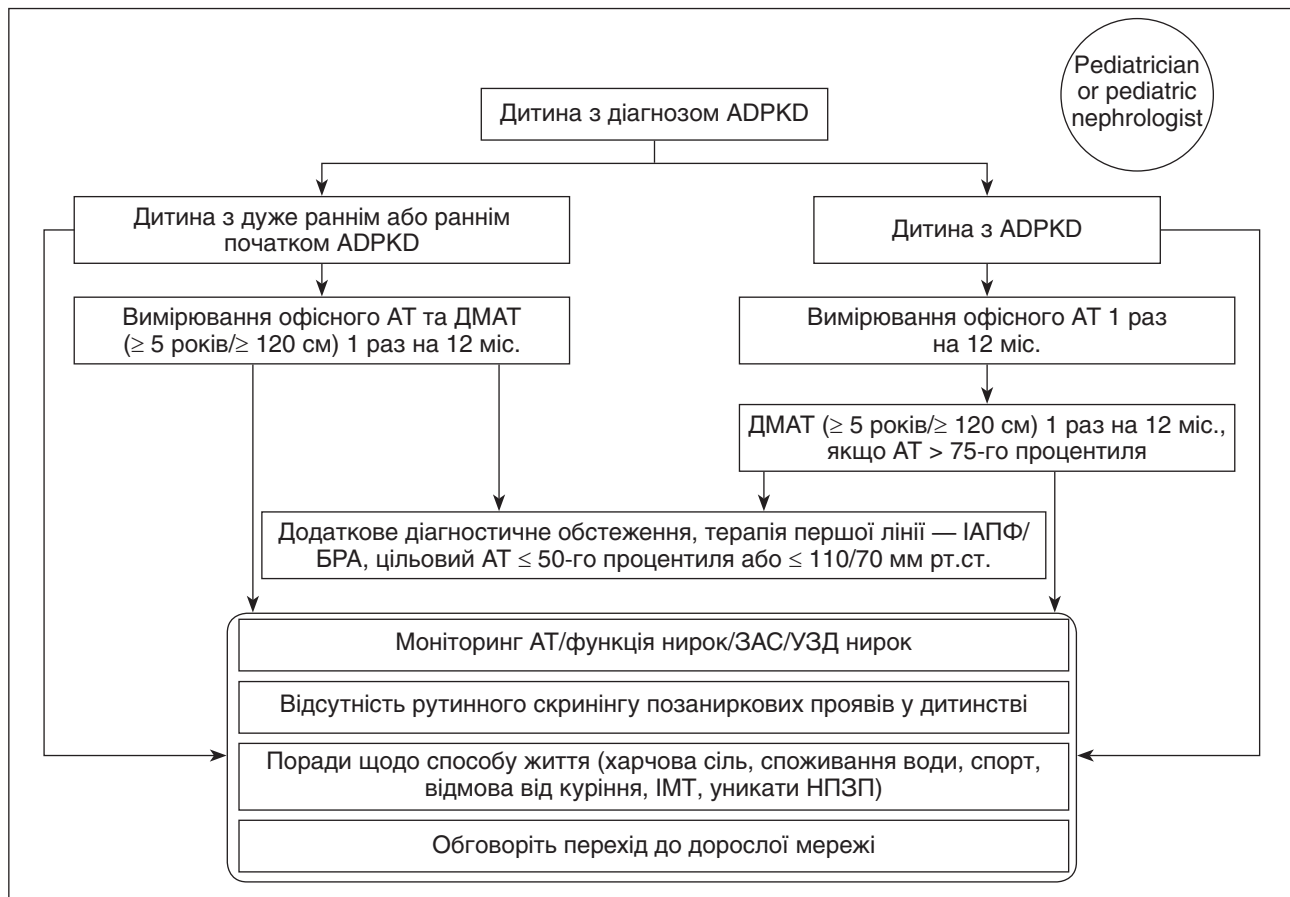 Pediatrician
or pediatric
nephrologist
Дитина з діагнозом ADPKD
Дитина з дуже раннім або раннім
початком ADPKD
Дитина з ADPKD
Вимірювання офісного АТ та ДМАТ
(≥ 5 років/≥ 120 см) 1 раз на 12 міс.
Вимірювання офісного АТ 1 раз
на 12 міс.
ДМАТ (≥ 5 років/≥ 120 см) 1 раз на 12 міс.,
якщо АТ > 75-го процентиля
Додаткове діагностичне обстеження, терапія першої лінії — ІАПФ/
БРА, цільовий АТ ≤ 50-го процентиля або ≤ 110/70 мм рт.ст.
Моніторинг АТ/функція нирок/ЗАС/УЗД нирок
Відсутність рутинного скринінгу позаниркових проявів у дитинстві
Поради щодо способу життя (харчова сіль, споживання води, спорт,
відмова від куріння, ІМТ, уникати НПЗП)
Обговоріть перехід до дорослої мережі